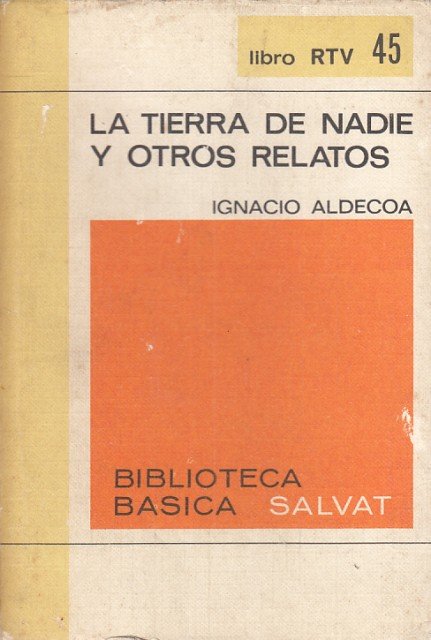 libro RTV 45
LA TIERRA DE NADIE
Y OTROS RELATOS
IGNACIO ALDECOA
BIBLIOTECA
BASICA SALVAT